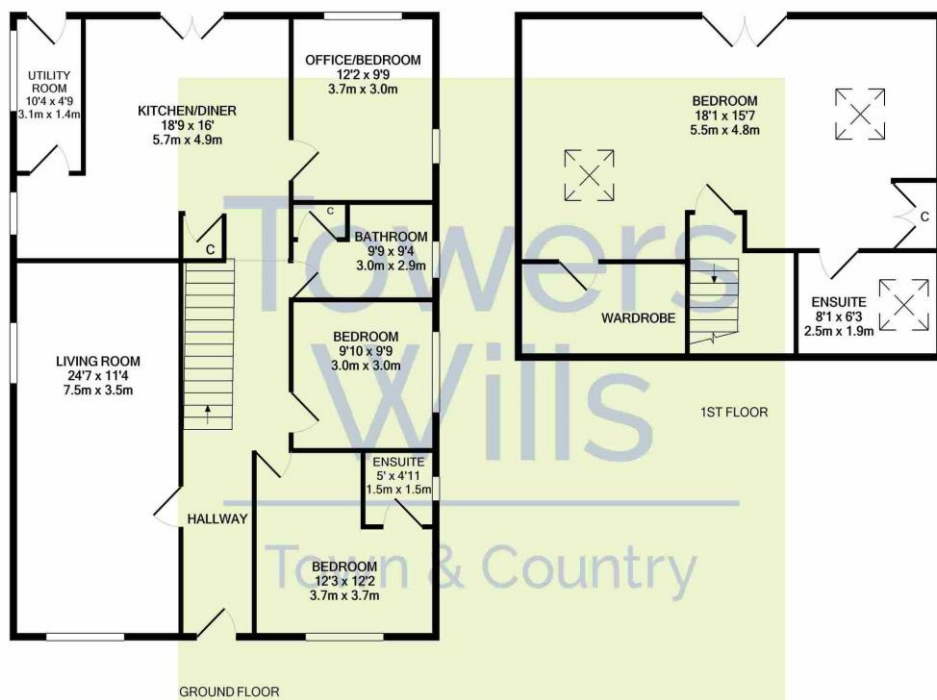 UTILITY
ROOM
10'4 x 4'9
3.1m x 1.4m
KITCHEN/DINER
18'9 x 16'
5.7m x 4.9m
OFFICE/BEDROOM
12'2 x 9'9
3.7m x 3.0m
C
C
BATHROOM
9'9 x 9'4
3.0m x 2.9m
LIVING ROOM
24'7 x 11'4
7.5m x 3.5m
BEDROOM
9'10 x 9'9
3.0m x 3.0m
ENSUITE
5' x 4'11
1.5m x 1.5m
HALLWAY
BEDROOM
12'3 x 12'2
3.7m x 3.7m
GROUND FLOOR
BEDROOM
18'1 x 15'7
5.5m x 4.8m
C
WARDROBE
ENSUITE
8'1 x 6'3
2.5m x 1.9m
1ST FLOOR
Towers
Wills
Town & Country